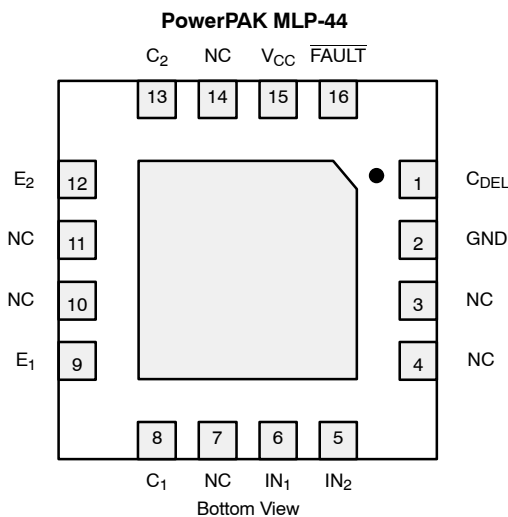 PowerPAK MLP-44
C2 NC VCC FAULT
13 14 15 16
E2 12 1 CDEL
NC 11 2 GND
NC 10 3 NC
E1 9 4 NC
8 7 6 5
C1 NC IN1 IN2
Bottom View